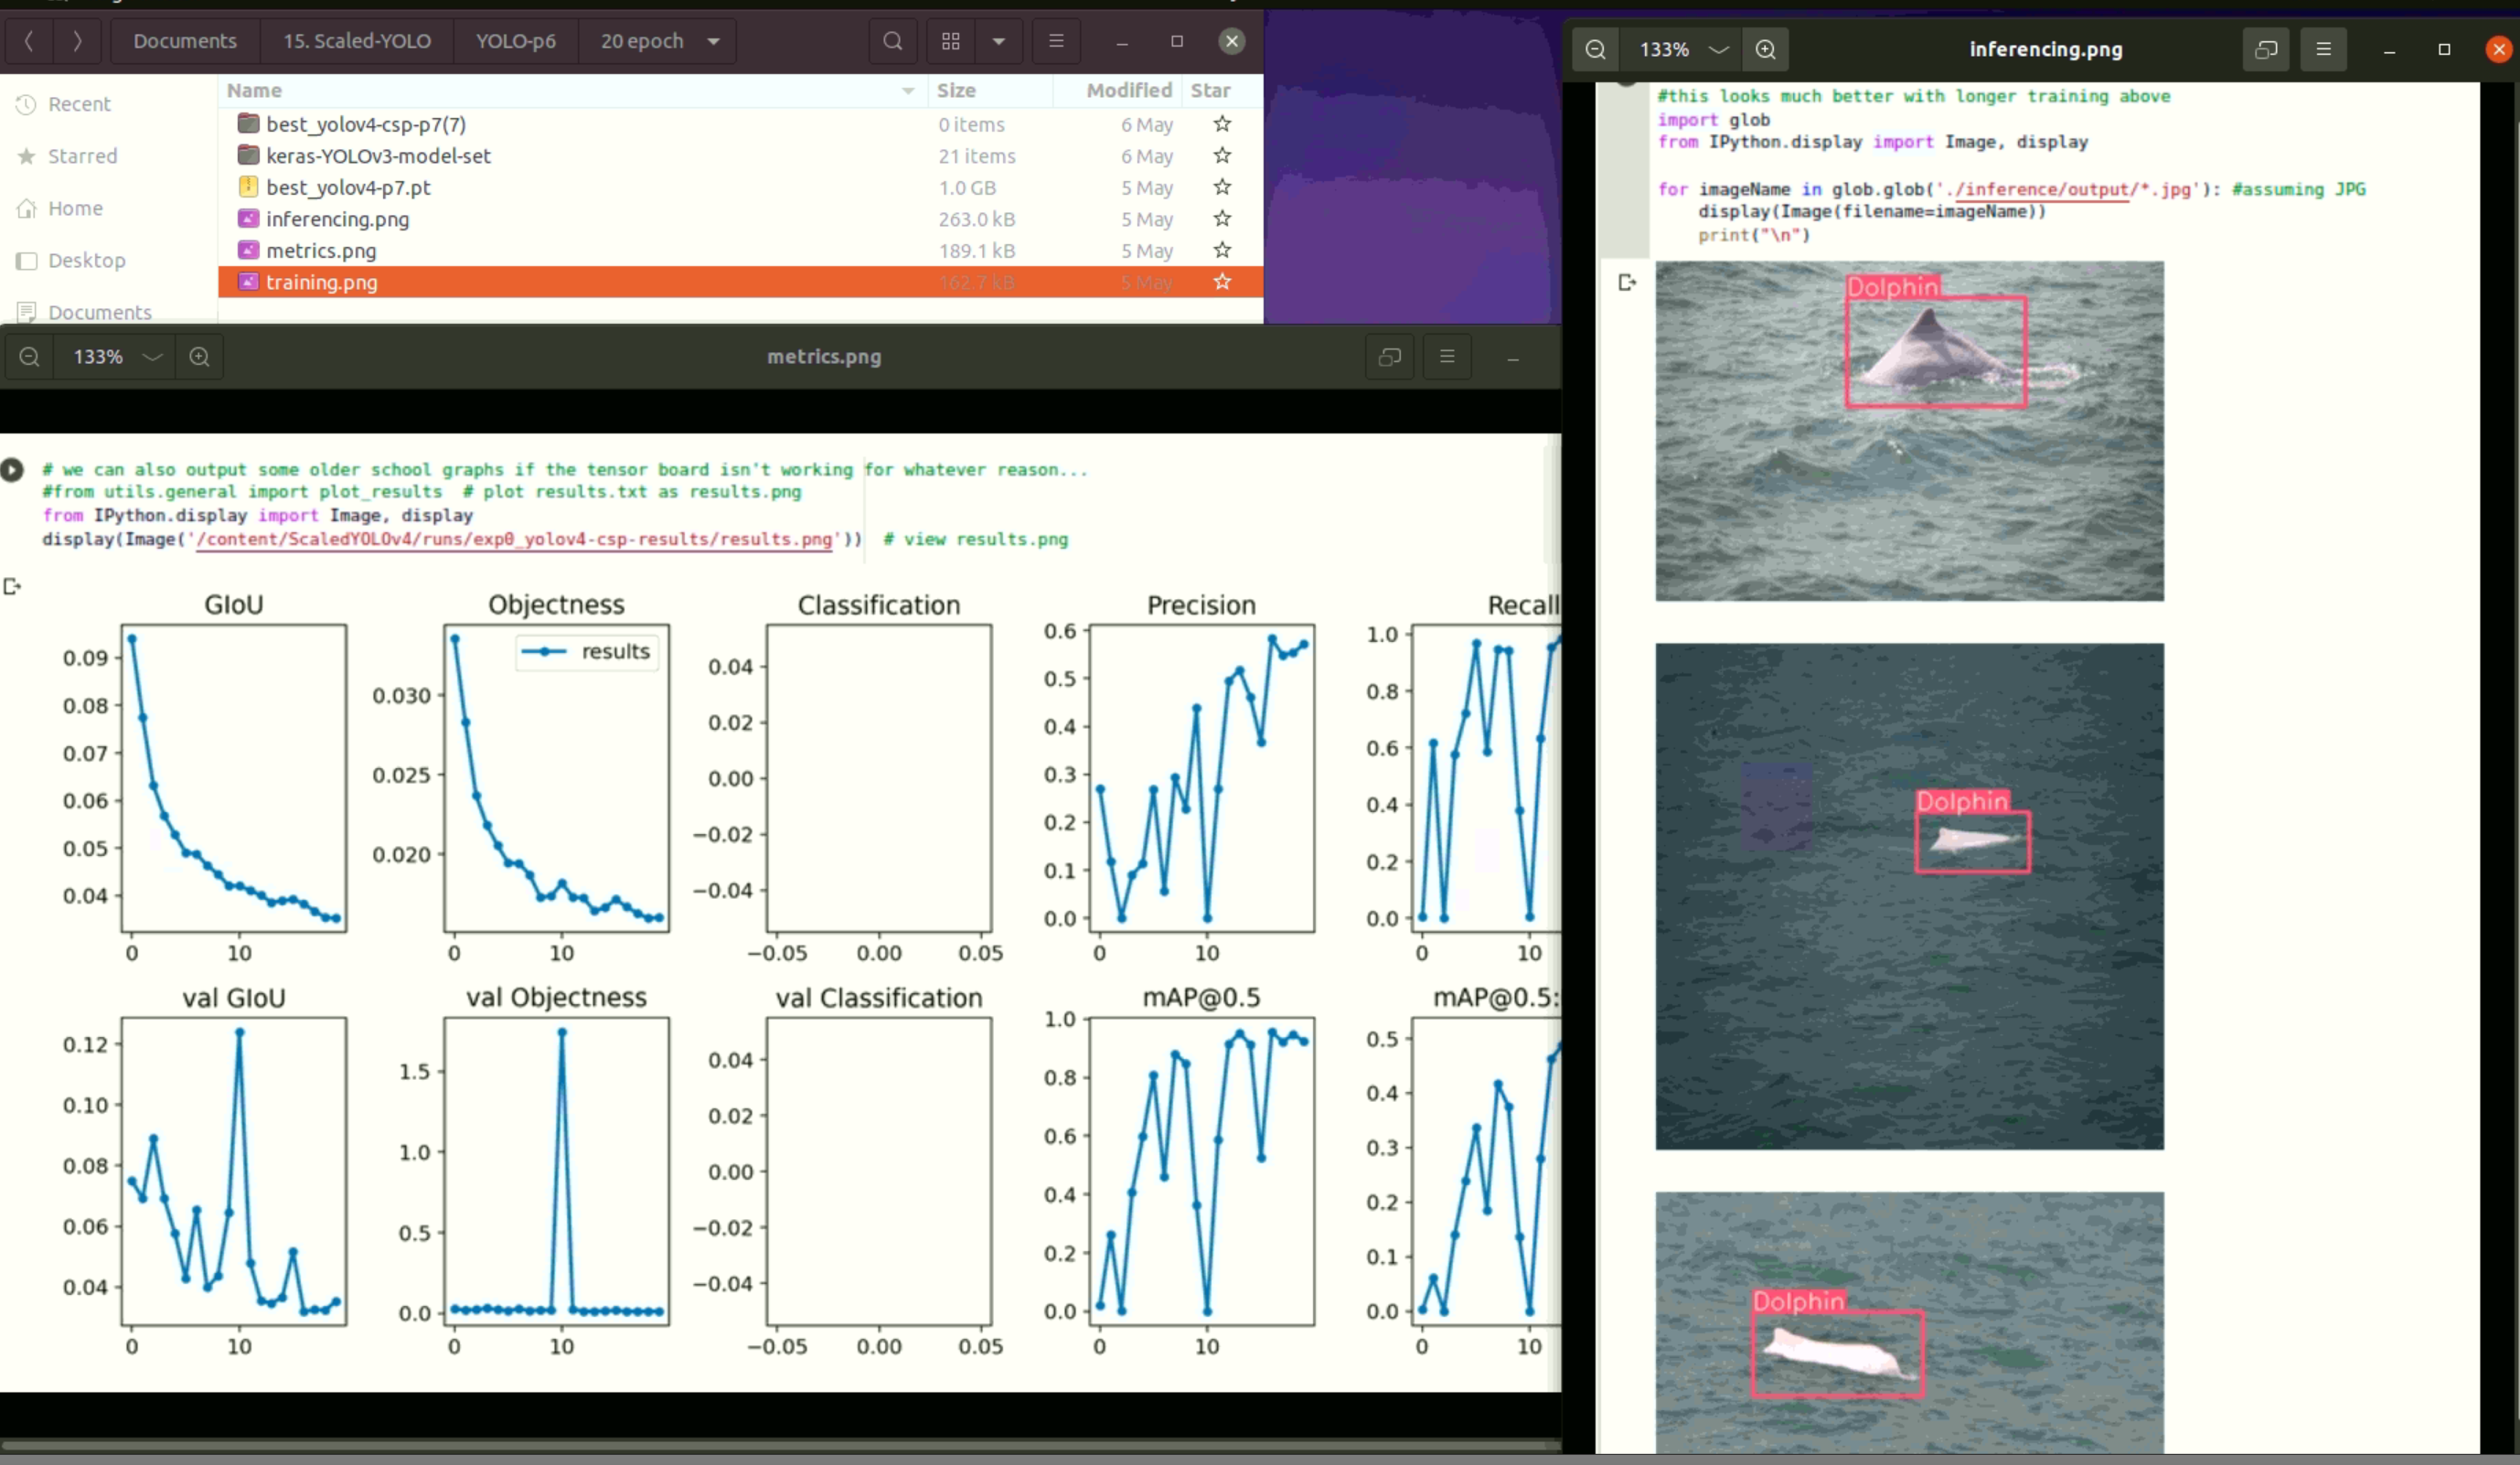 Documents 15. Scaled-YOLO YOLO-p6 20 epoch
Name Size Modified Star
Recent
Starred
Home
Desktop
Documents
best_yolov4-csp-p7(7) 0 items 6 May
keras-YOLOv3-model-set 21 items 6 May
best_yolov4-p7.pt 1.0 GB 5 May
inferencing.png 263.0 kB 5 May
metrics.png 189.1 kB 5 May
training.png 162.7 kB 5 May
133% metrics.png
# we can also output some older school graphs if the tensor board isn't working for whatever reason...
#from utils.general import plot_results # plot results.txt as results.png
from IPython.display import Image, display
display(Image('/content/ScaledYOLOv4/runs/exp0_yolov4-csp-results/results.png')) # view results.png
GIoU
0.09
0.08
0.07
0.06
0.05
0.04
0 10
Objectness
results
0.030
0.025
0.020
0 10
Classification
0.04
0.02
0.00
−0.02
−0.04
−0.05 0.00 0.05
Precision
0.6
0.5
0.4
0.3
0.2
0.1
0.0
0 10
Recall
1.0
0.8
0.6
0.4
0.2
0.0
0 10
val GIoU
0.12
0.10
0.08
0.06
0.04
0 10
val Objectness
1.5
1.0
0.5
0.0
0 10
val Classification
0.04
0.02
0.00
−0.02
−0.04
−0.05 0.00 0.05
mAP@0.5
1.0
0.8
0.6
0.4
0.2
0.0
0 10
mAP@0.5:
0.5
0.4
0.3
0.2
0.1
0.0
0 10
133% inferencing.png
#this looks much better with longer training above
import glob
from IPython.display import Image, display
for imageName in glob.glob('./inference/output/*.jpg'): #assuming JPG
display(Image(filename=imageName))
print("\n")
Dolphin
Dolphin
Dolphin